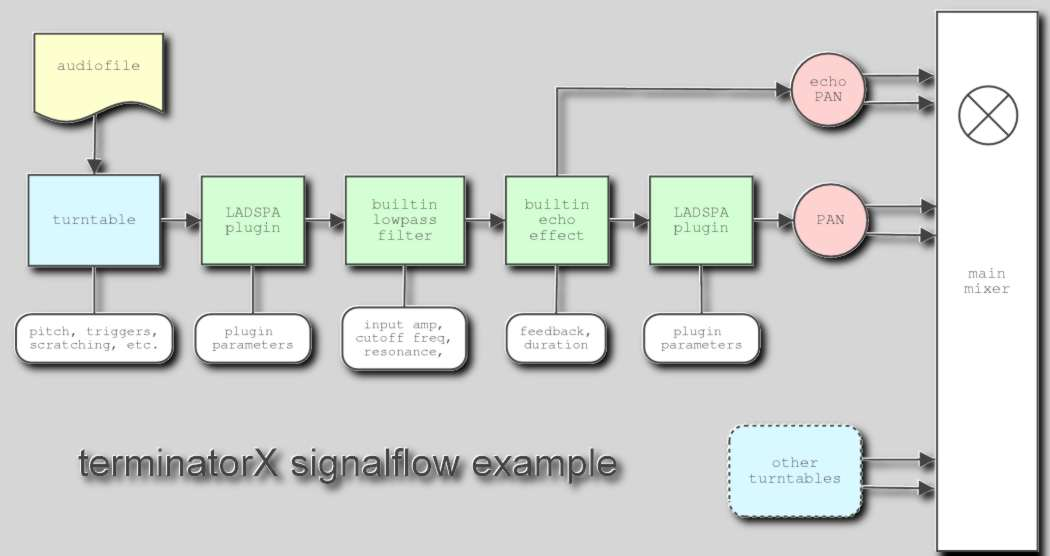 audiofile
echo
PAN
turntable
LADSPA
plugin
builtin
lowpass
filter
builtin
echo
effect
LADSPA
plugin
PAN
main
mixer
pitch, triggers,
scratching, etc.
plugin
parameters
input amp,
cutoff freq,
resonance,
feedback,
duration
plugin
parameters
terminatorX signalflow example
other
turntables